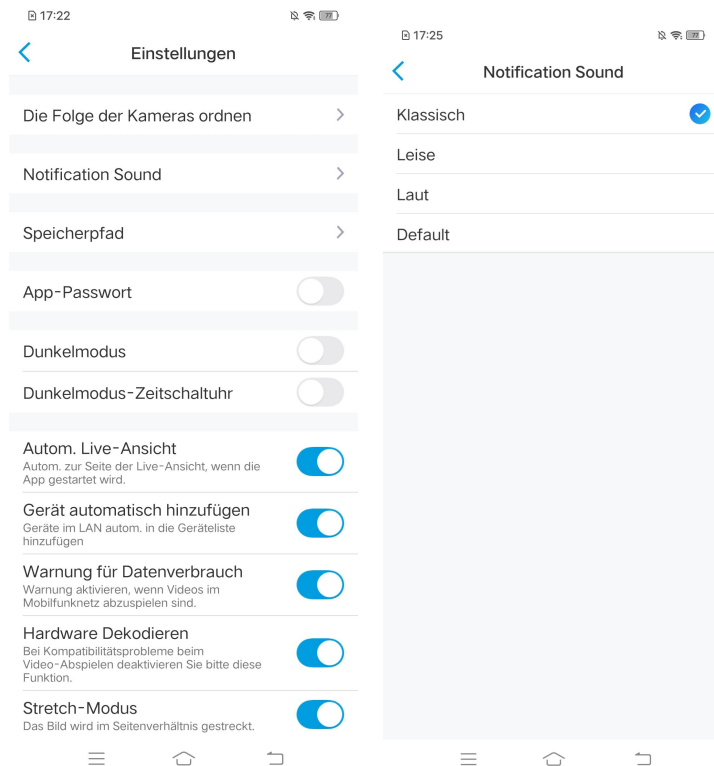 17:22
77
Einstellungen
Die Folge der Kameras ordnen
Notification Sound
Speicherpfad
App-Passwort
Dunkelmodus
Dunkelmodus-Zeitschaltuhr
Autom. Live-Ansicht
Autom. zur Seite der Live-Ansicht, wenn die
App gestartet wird.
Gerät automatisch hinzufügen
Geräte im LAN autom. in die Geräteliste
hinzufügen
Warnung für Datenverbrauch
Warnung aktivieren, wenn Videos im
Mobilfunknetz abzuspielen sind.
Hardware Dekodieren
Bei Kompatibilitätsprobleme beim
Video-Abspielen deaktivieren Sie bitte diese
Funktion.
Stretch-Modus
Das Bild wird im Seitenverhältnis gestreckt.
17:25
77
Notification Sound
Klassisch
Leise
Laut
Default